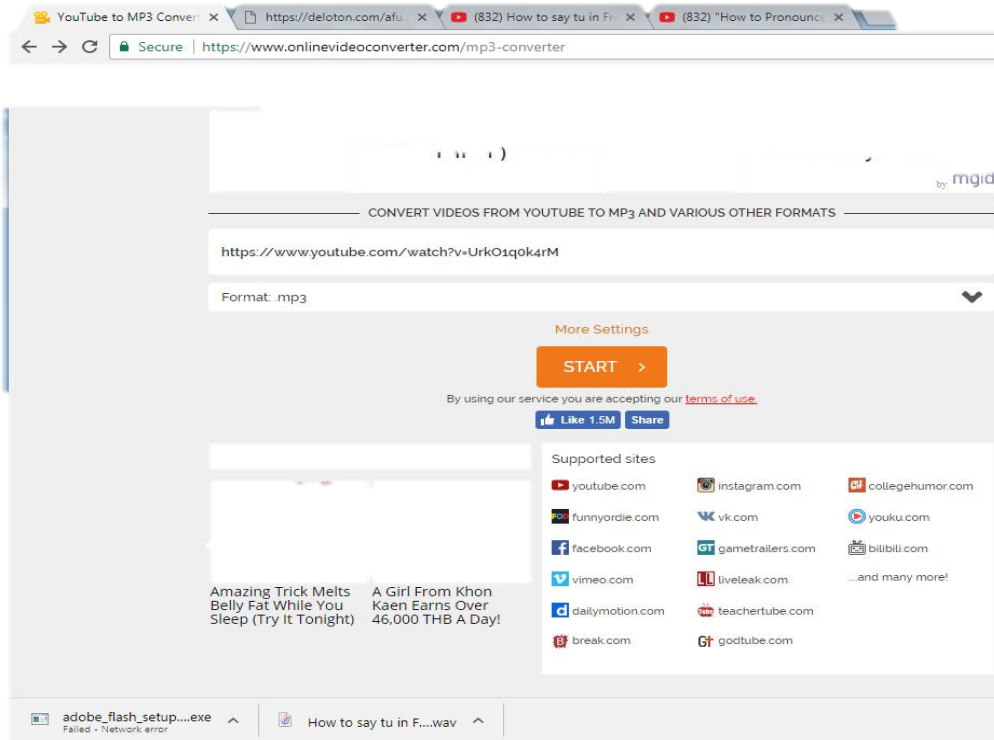 YouTube to MP3 Convert
https://deloton.com/afu.
(832) How to say tu in Fr
(832) "How to Pronounce
Secure https://www.onlinevideoconverter.com/mp3-converter
by mgid
CONVERT VIDEOS FROM YOUTUBE TO MP3 AND VARIOUS OTHER FORMATS
https://www.youtube.com/watch?v=UrkO1q0k4rM
Format: .mp3
More Settings
START >
By using our service you are accepting our terms of use.
Like 1.5M Share
Supported sites
youtube.com instagram.com collegehumor.com
funnyordie.com vk.com youku.com
facebook.com gametrailers.com bilibili.com
vimeo.com liveleak.com ....and many more!
dailymotion.com teachertube.com
break.com godtube.com
Amazing Trick Melts
Belly Fat While You
Sleep (Try It Tonight)
A Girl From Khon
Kaen Earns Over
46,000 THB A Day!
adobe_flash_setup....exe
Failed - Network error
How to say tu in F....wav